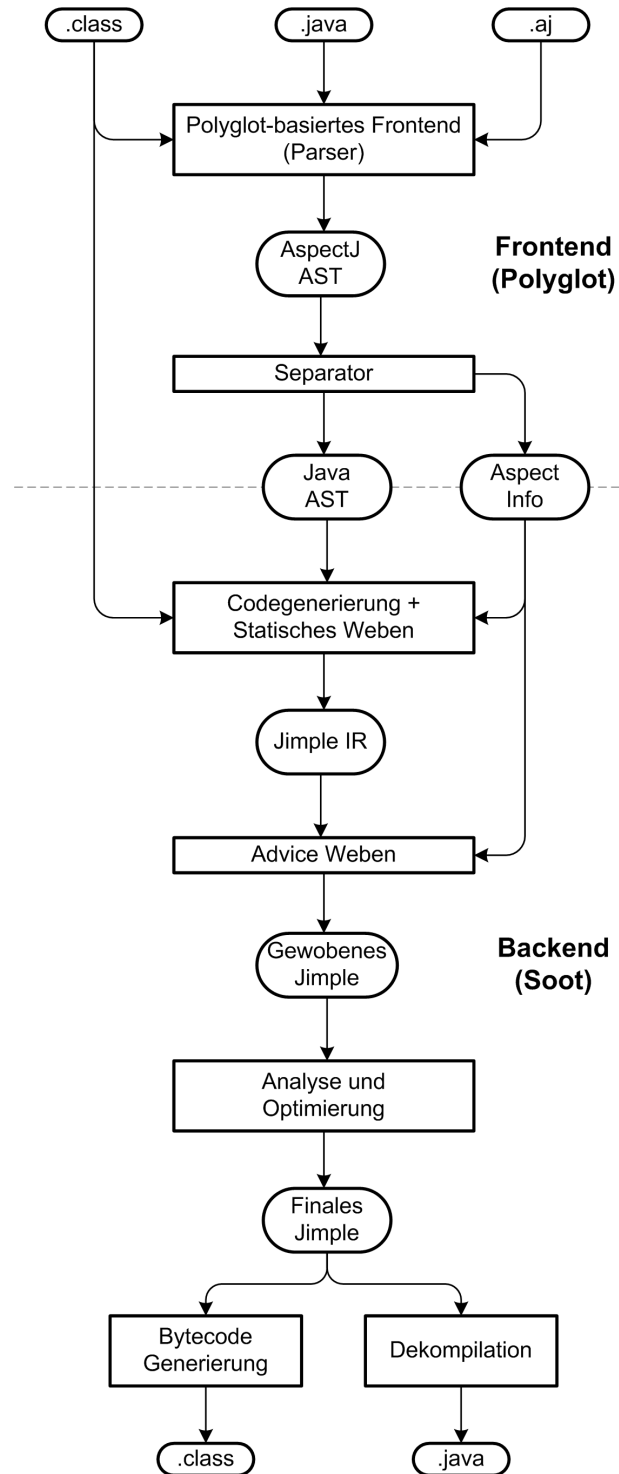 .class
.java
.aj
Polyglot-basiertes Frontend
(Parser)
AspectJ
AST
Frontend
(Polyglot)
Separator
Java
AST
Aspect
Info
Codegenerierung +
Statisches Weben
Jimple IR
Advice Weben
Gewobenes
Jimple
Backend
(Soot)
Analyse und
Optimierung
Finales
Jimple
Bytecode
Generierung
Dekompilation
.class
.java